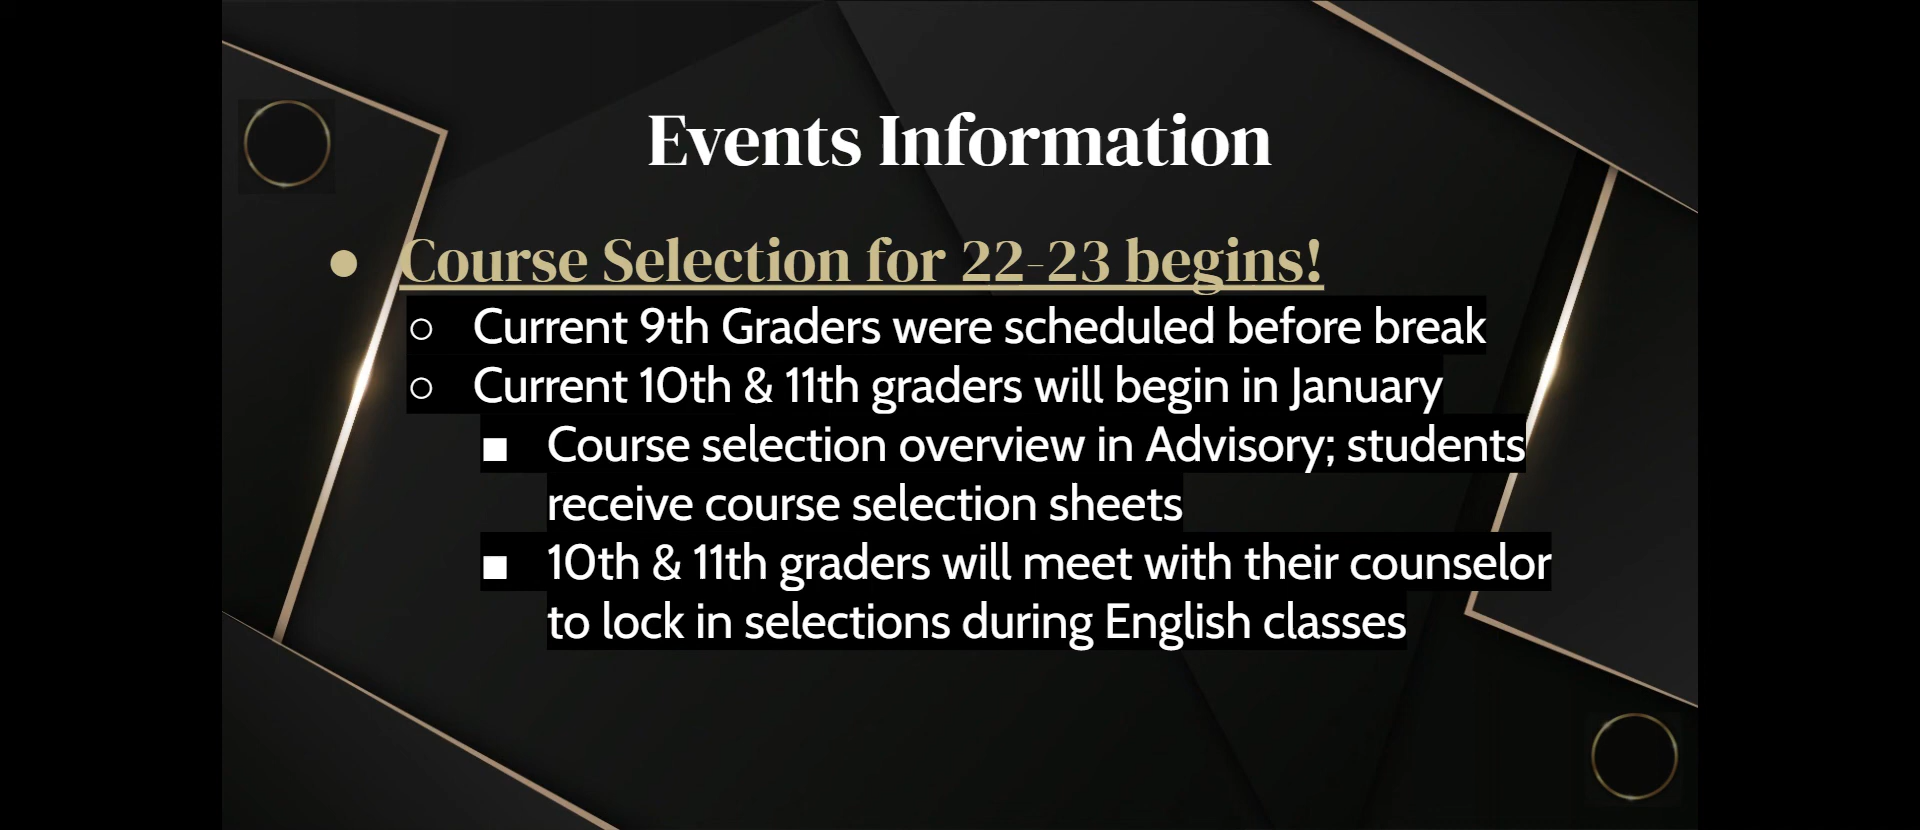 Events Information
● Course Selection for 22-23 begins!
○ Current 9th Graders were scheduled before break
○ Current 10th & 11th graders will begin in January
■ Course selection overview in Advisory; students
receive course selection sheets
■ 10th & 11th graders will meet with their counselor
to lock in selections during English classes